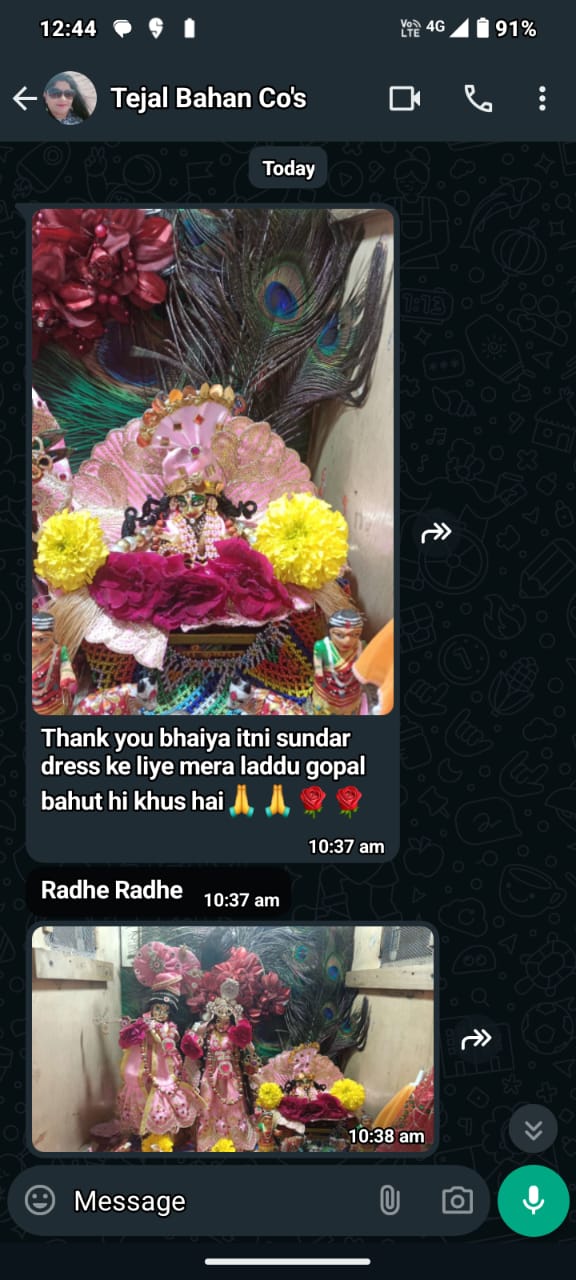 12:44
Vo)) LTE 4G 91%
Tejal Bahan Co's
Today
Thank you bhaiya itni sundar
dress ke liye mera laddu gopal
bahut hi khus hai 🙏 🙏 🌹 🌹
10:37 am
Radhe Radhe 10:37 am
10:38 am
Message